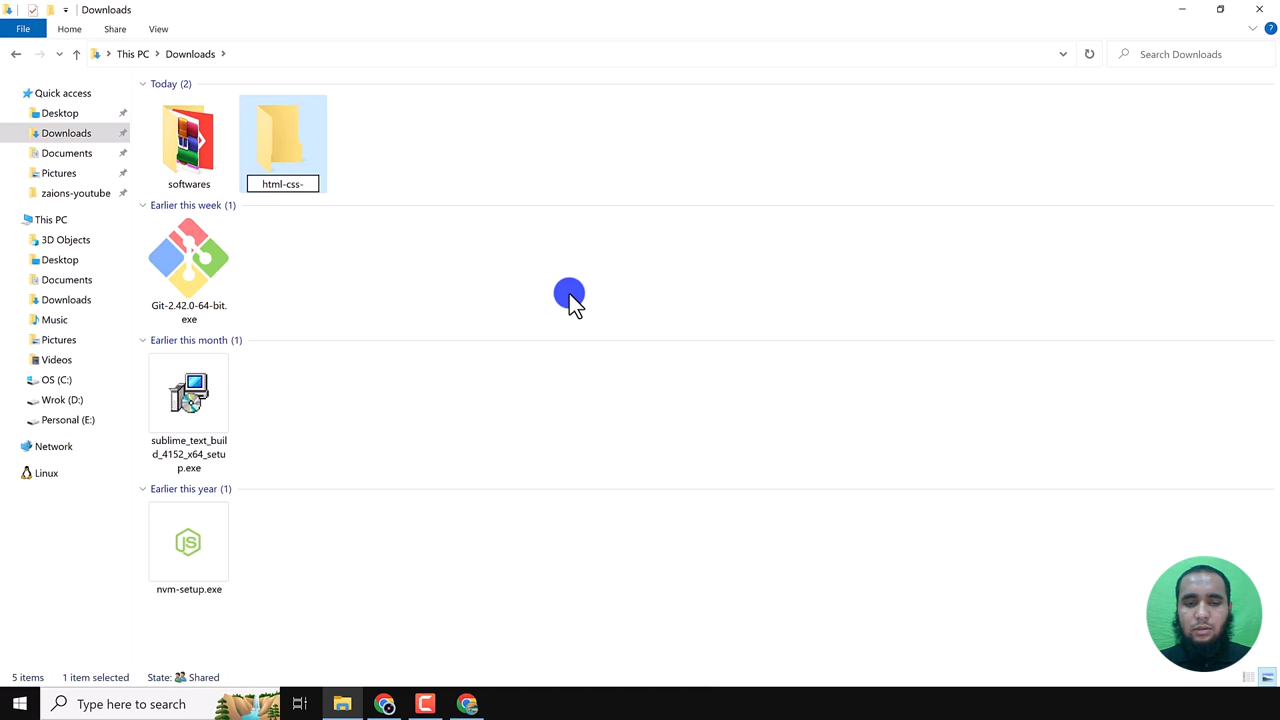 Downloads
File
Home
Share
View
This PC
Downloads
Search Downloads
Quick access
Desktop
Downloads
Documents
Pictures
zaions-youtube
This PC
3D Objects
Desktop
Documents
Downloads
Music
Pictures
Videos
OS (C:)
Wrok (D:)
Personal (E:)
Network
Linux
Today (2)
softwares
html-css-
Earlier this week (1)
Git-2.42.0-64-bit.
exe
Earlier this month (1)
sublime_text_buil
d_4152_x64_setu
p.exe
Earlier this year (1)
JS
nvm-setup.exe
5 items
1 item selected
State:
Shared
Type here to search